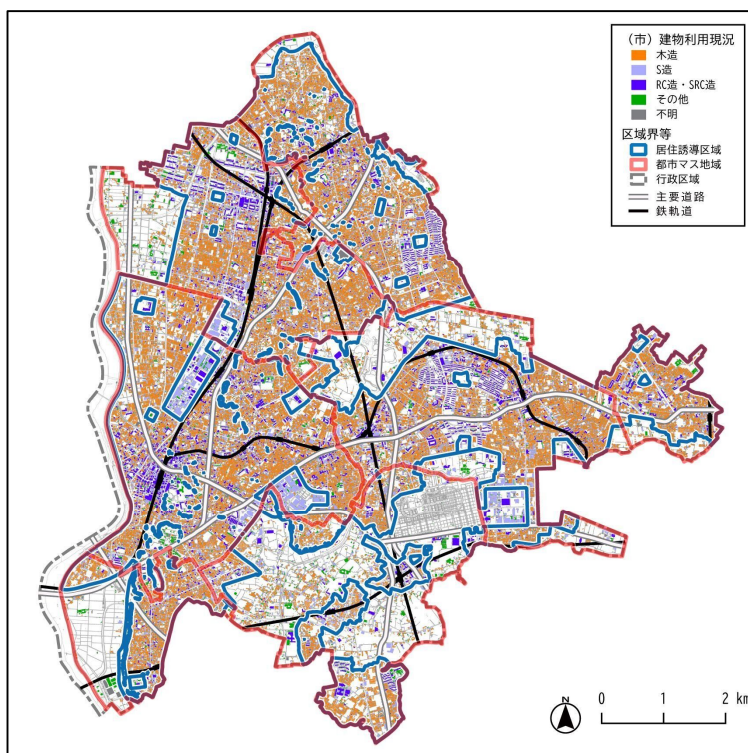 （市）建物利用現況
木造
S造
RC造・SRC造
その他
不明
区域界等
居住誘導区域
都市マス地域
行政区域
主要道路
鉄軌道
N
0 1 2 km